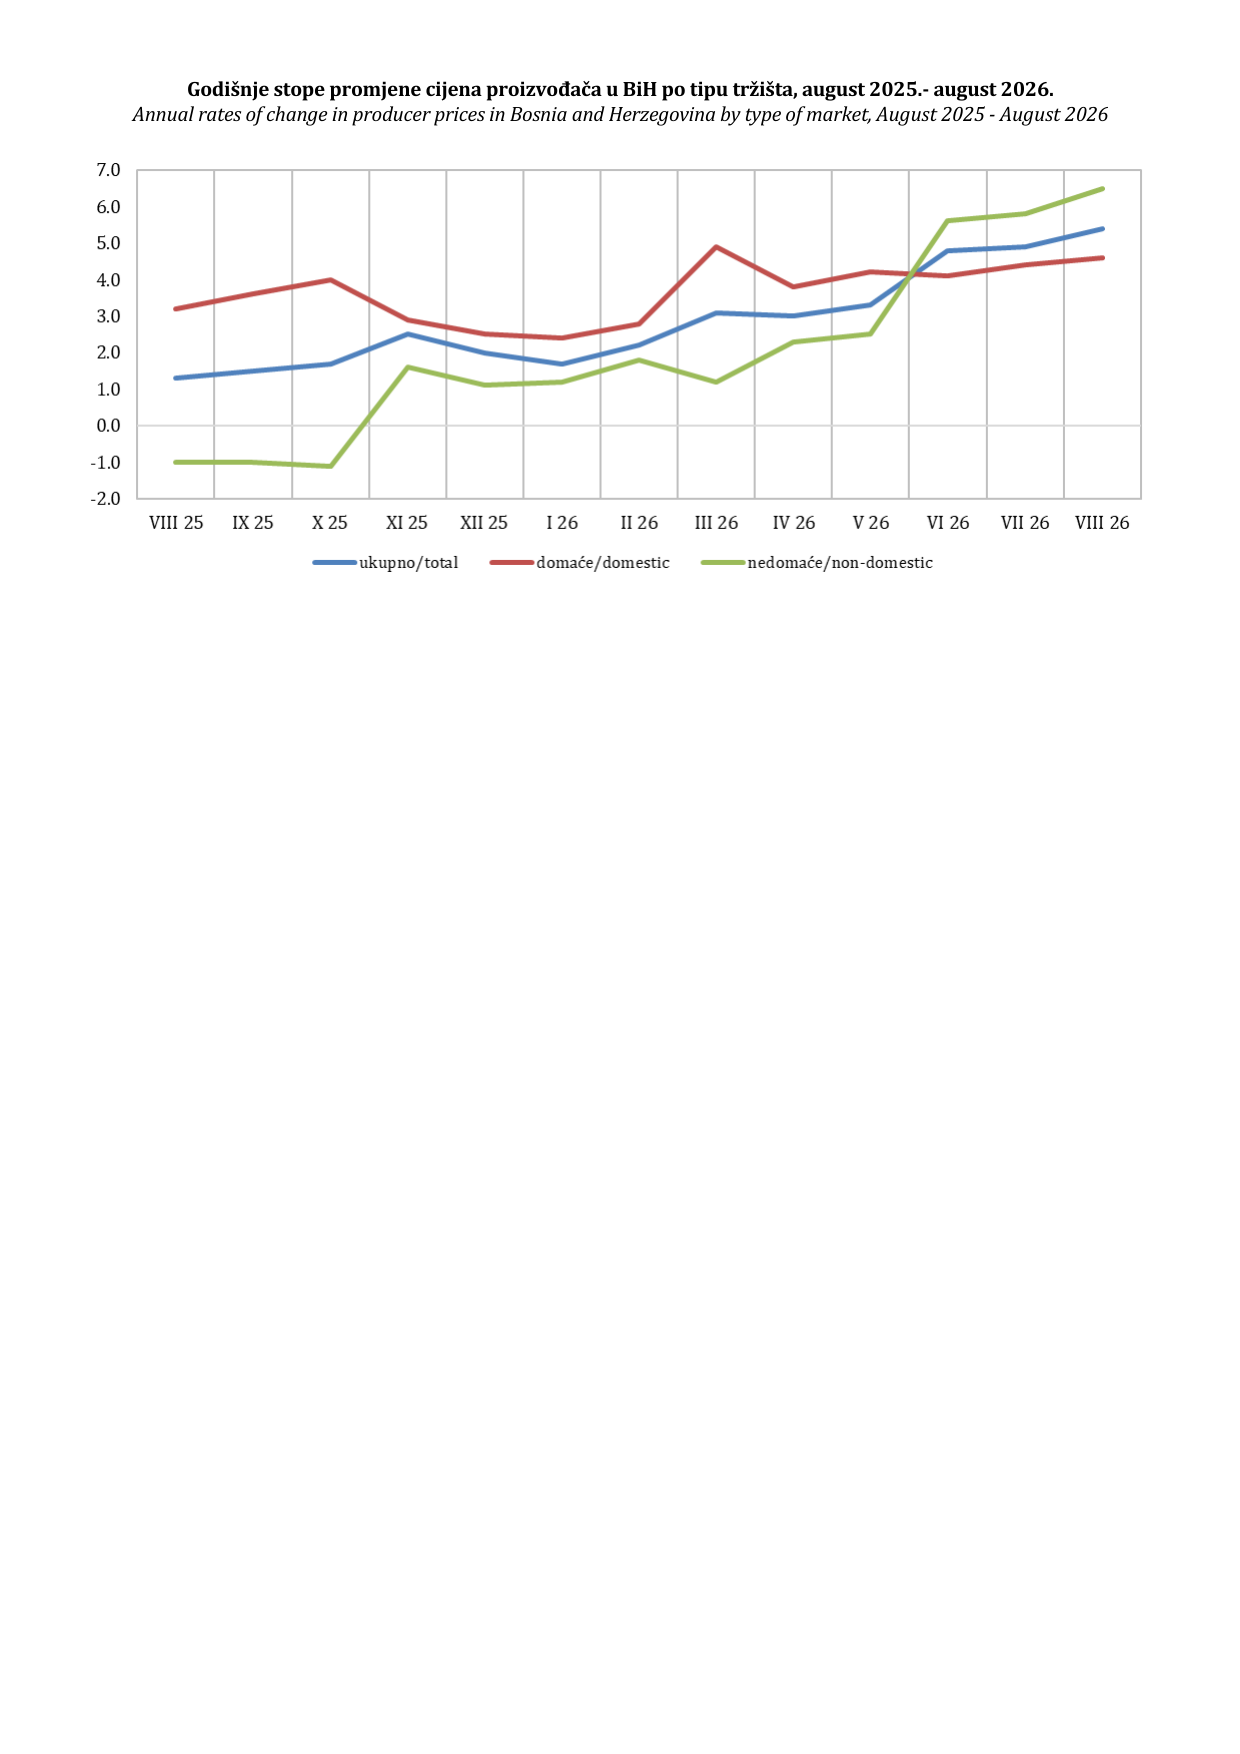 Godišnje stope promjene cijena proizvođača u BiH po tipu tržišta, august 2025.- august 2026.
Annual rates of change in producer prices in Bosnia and Herzegovina by type of market, August 2025 - August 2026
7.0
6.0
5.0
4.0
3.0
2.0
1.0
0.0
-1.0
-2.0
VIII 25 IX 25 X 25 XI 25 XII 25 I 26 II 26 III 26 IV 26 V 26 VI 26 VII 26 VIII 26
ukupno/total domaće/domestic nedomaće/non-domestic